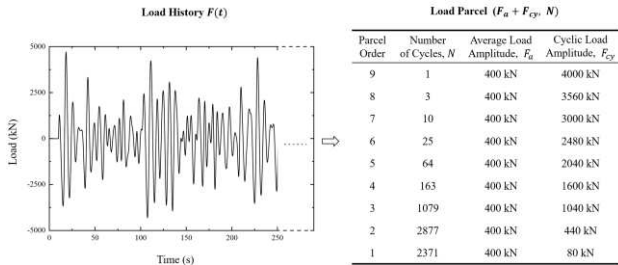 Load History F(t)
Load (kN)
5000
2500
0
-2500
-5000
0
50
100
150
200
250
Time (s)
Load Parcel (Fa + Fcy, N)
Parcel Order Number of Cycles, N Average Load Amplitude, Fa Cyclic Load Amplitude, Fcy
9 1 400 kN 4000 kN
8 3 400 kN 3560 kN
7 10 400 kN 3000 kN
6 25 400 kN 2480 kN
5 64 400 kN 2040 kN
4 163 400 kN 1600 kN
3 1079 400 kN 1040 kN
2 2877 400 kN 440 kN
1 2371 400 kN 80 kN